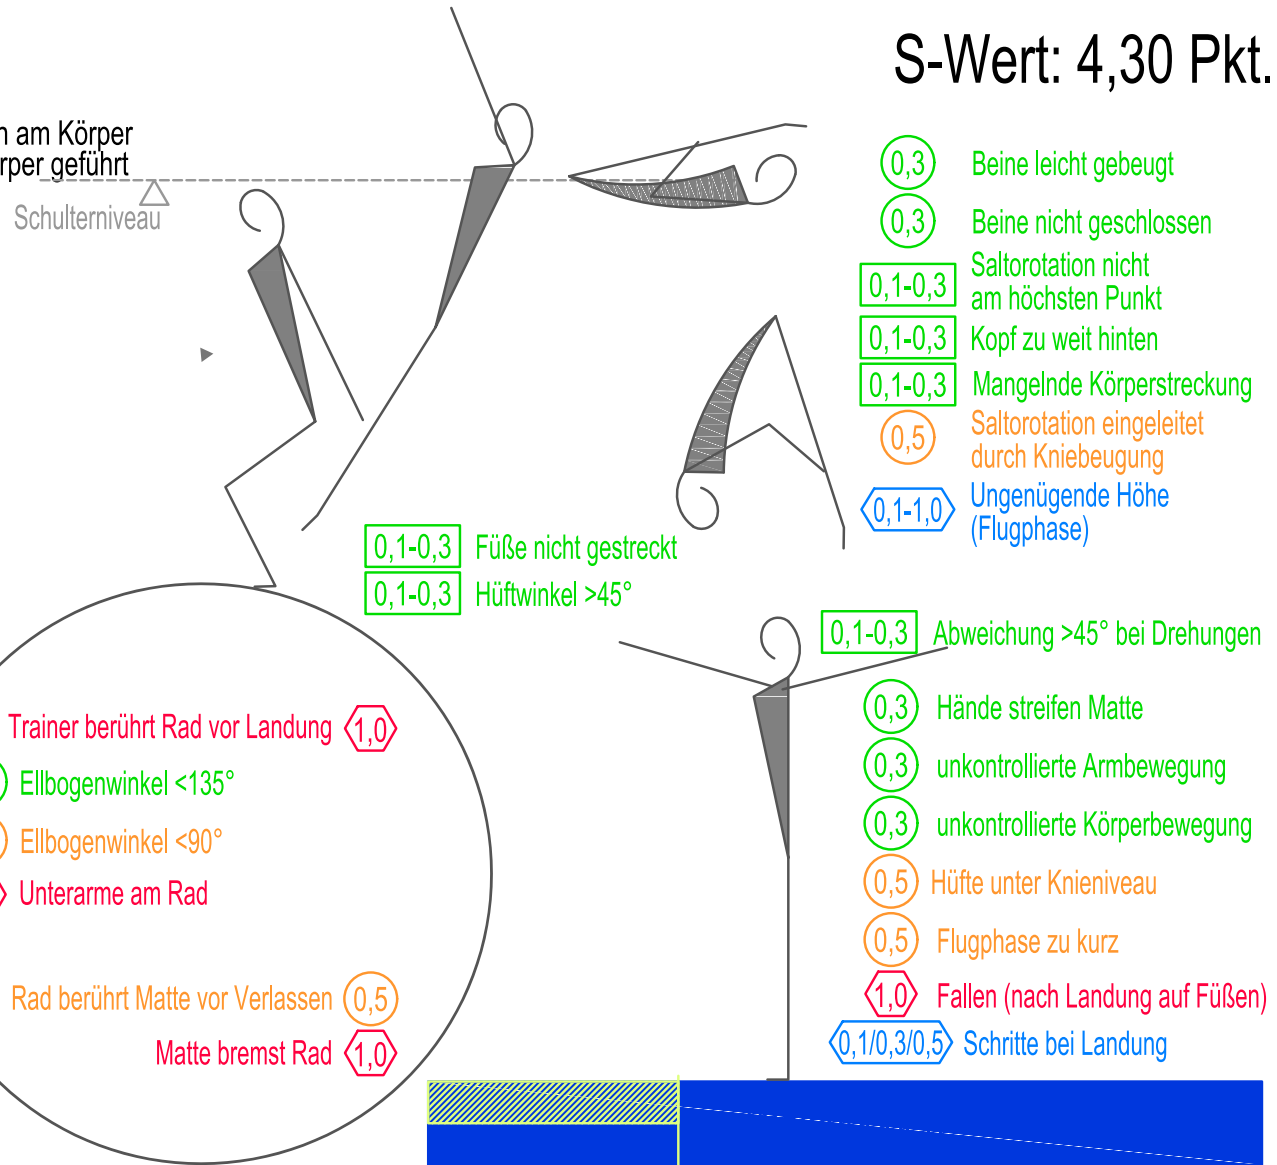 S-Wert: 4,30 Pkt.
am Körper
geführt
Schulterniveau
0,3 Beine leicht gebeugt
0,3 Beine nicht geschlossen
0,1-0,3 Saltorotation nicht
am höchsten Punkt
0,1-0,3 Kopf zu weit hinten
0,1-0,3 Mangelnde Körperstreckung
0,5 Saltorotation eingeleitet
durch Kniebeugung
0,1-1,0 Ungenügende Höhe
(Flugphase)
0,1-0,3 Füße nicht gestreckt
0,1-0,3 Hüftwinkel >45°
0,1-0,3 Abweichung >45° bei Drehungen
Trainer berührt Rad vor Landung 1,0
Ellbogenwinkel <135°
Ellbogenwinkel <90°
Unterarme am Rad
Rad berührt Matte vor Verlassen 0,5
Matte bremst Rad 1,0
0,3 Hände streifen Matte
0,3 unkontrollierte Armbewegung
0,3 unkontrollierte Körperbewegung
0,5 Hüfte unter Knieniveau
0,5 Flugphase zu kurz
1,0 Fallen (nach Landung auf Füßen)
0,1/0,3/0,5 Schritte bei Landung